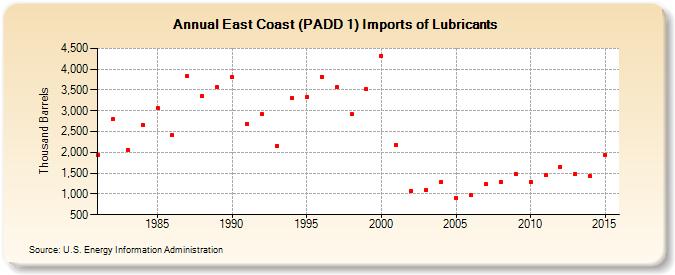 Annual East Coast (PADD 1) Imports of Lubricants
Thousand Barrels
4,500
4,000
3,500
3,000
2,500
2,000
1,500
1,000
500
1985 1990 1995 2000 2005 2010 2015
Source: U.S. Energy Information Administration